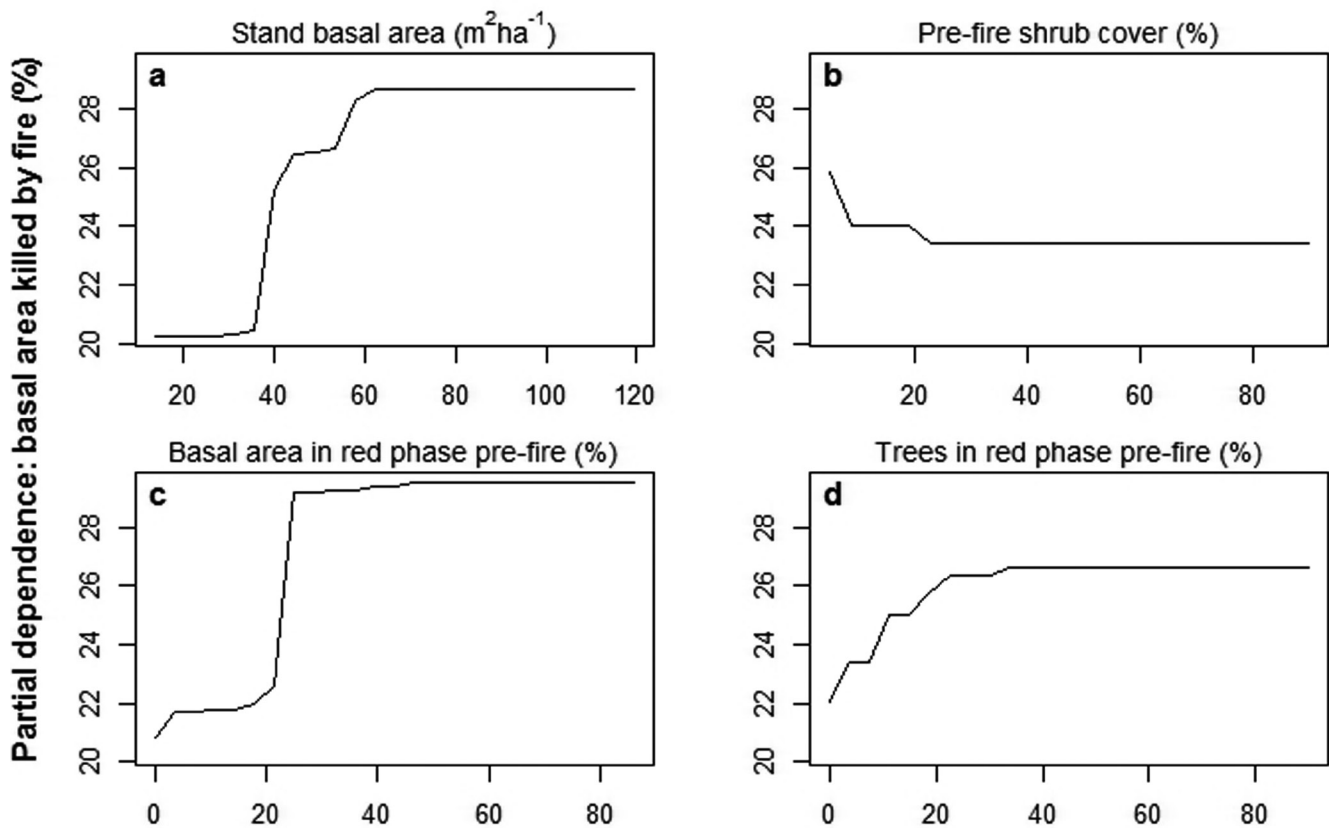 Partial dependence: basal area killed by fire (%)
Stand basal area (m²ha⁻¹)
a
28
26
24
22
20
20 40 60 80 100 120
Pre-fire shrub cover (%)
b
28
26
24
22
20
20 40 60 80
Basal area in red phase pre-fire (%)
c
28
26
24
22
20
0 20 40 60 80
Trees in red phase pre-fire (%)
d
28
26
24
22
20
0 20 40 60 80